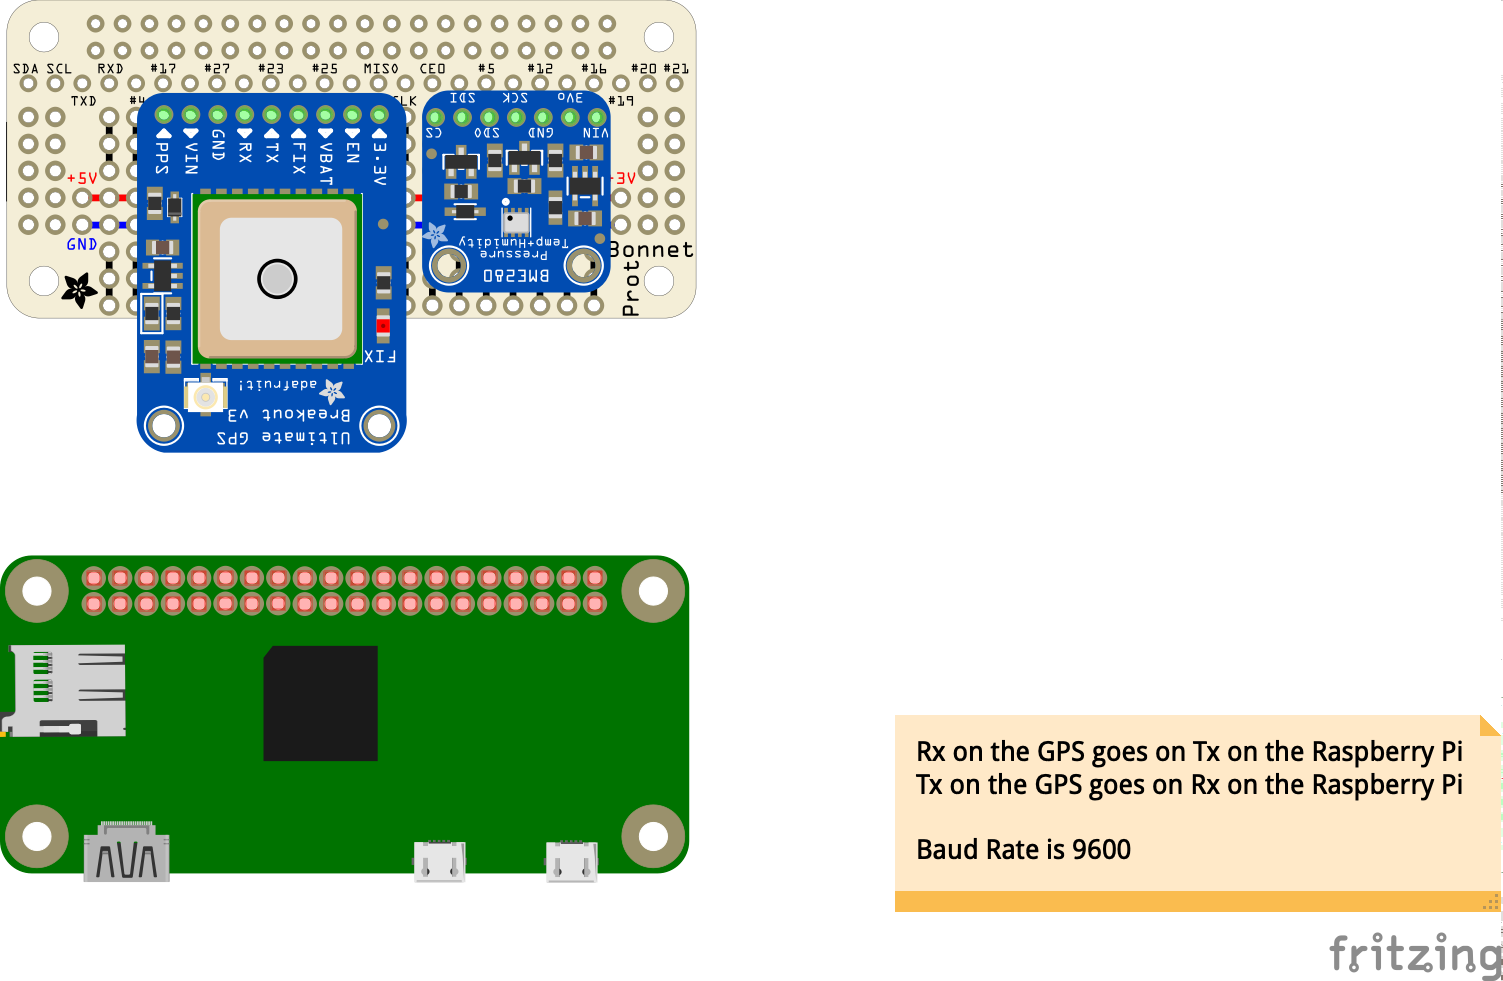 SDA SCL RXD #17 #27 #23 #25 MISO CE0 #5 #12 #16 #20 #21
TXD #4 LK #19
SDI SCK 3Vo
CS SDO GND VIN
PPS VIN GND RX TX FIX VBAT EN 3.3V
+5V
3V
GND
Temp+Humidity
Pressure
BME280
Bonnet
Prot
FIX
adafruit!
Breakout v3
Ultimate GPS
Rx on the GPS goes on Tx on the Raspberry Pi
Tx on the GPS goes on Rx on the Raspberry Pi
Baud Rate is 9600
fritzing